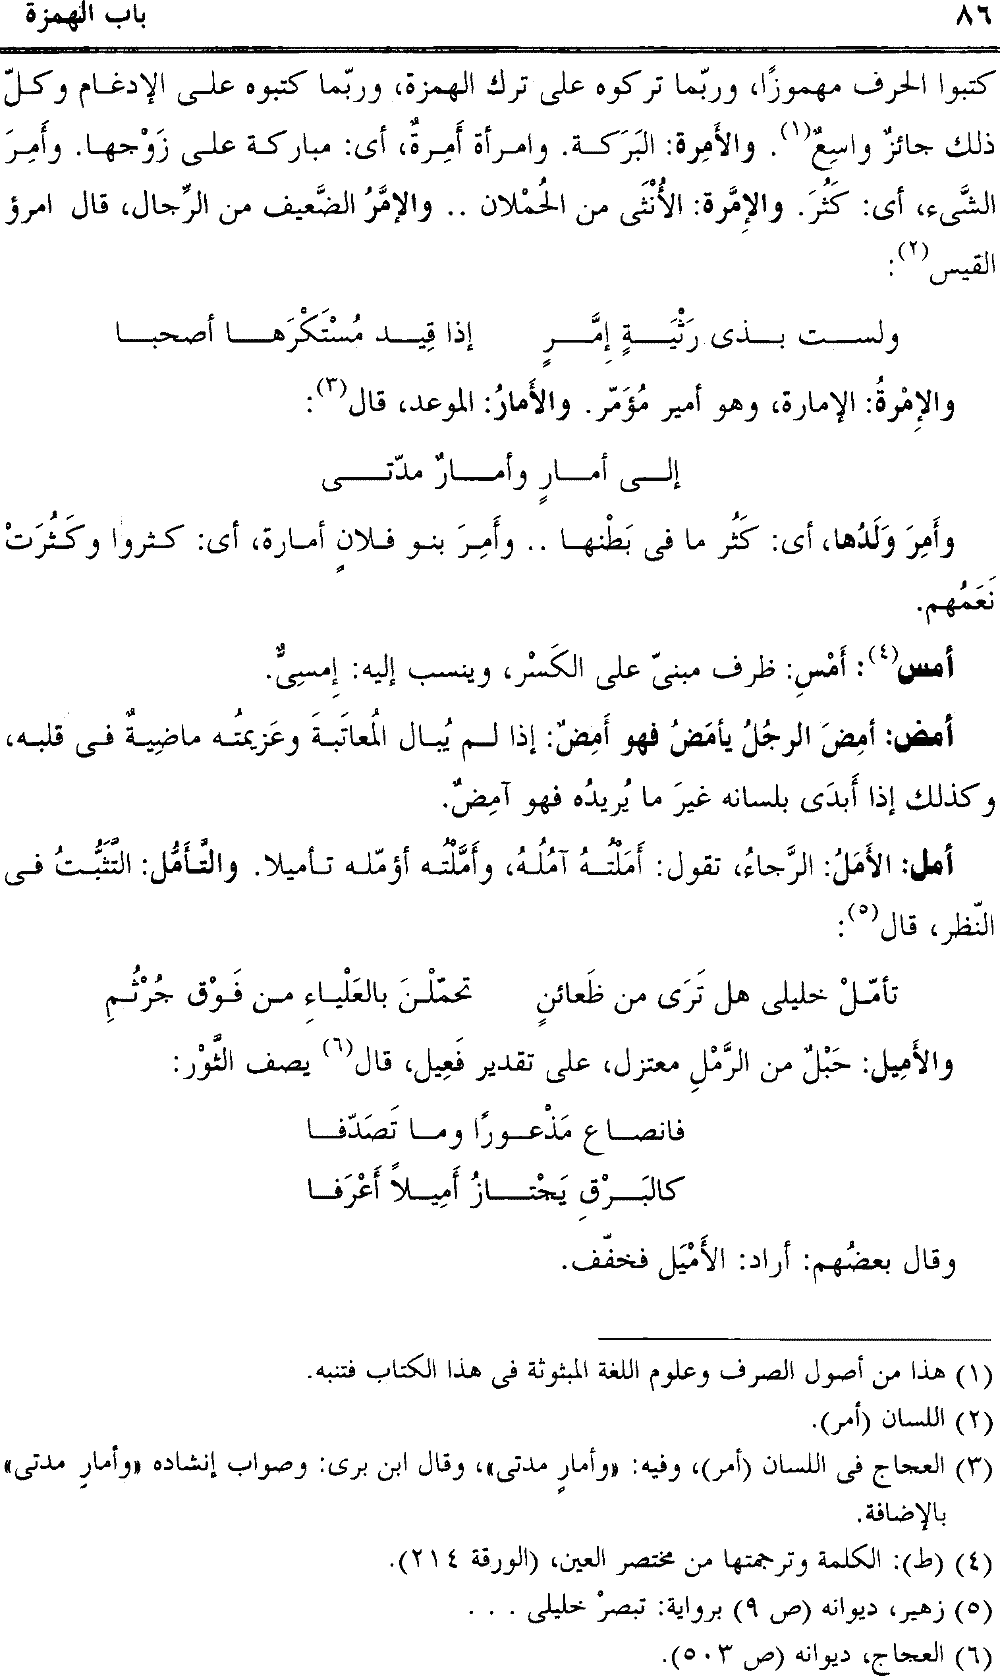 ٨٦ باب الهمزة
كتبوا الحرف مهموزًا، وربّما تركوه على ترك الهمزة، وربّما كتبوه على الإدغام وكلّ
ذلك جائزٌ واسِعٌ(١). والأَمِرة: البَرَكة. وامرأة أَمِرةٌ، أى: مباركة على زَوْجها. وأَمِرَ
الشَّىء، أى: كَثُرَ. والإِمَّرة: الأُنْثَى من الحُمْلان .. والإمَّرُ الضَّعيف من الرِّجال، قال امرؤ
القيس(٢):
ولست بذى رَثْيَةٍ إمَّرٍ إذا قِيد مُسْتَكْرَها أصحبا
والإِمْرةُ: الإمارة، وهو أمير مُؤَمّر. والأَمارُ: الموعد، قال(٣):
إلى أمارٍ وأمارٌ مدّتى
وأَمِرَ وَلَدُها، أى: كَثُر ما فى بَطْنها .. وأَمِرَ بنو فلانٍ أمارة، أى: كثروا وكَثُرَتْ
نَعَمُهم.
أمس(٤): أَمْسِ: ظرف مبنىّ على الكَسْر، وينسب إليه: إمسِىٌّ.
أمض: أمِضَ الرجُلُ يأمَضُ فهو أَمِضٌ: إذا لم يُبال المُعاتَبةَ وعَزيمتُه ماضِيةٌ فى قلبه،
وكذلك إذا أَبدَى بلسانه غيرَ ما يُريدُه فهو آمِضٌ.
أمل: الأَمَلُ: الرَّجاءُ، تقول: أَمَلْتُهُ آمُلُهُ، وأَمَّلْتُه أؤمّله تأميلا. والتَّأَمُّل: التَّثَبُّتُ فى
النّظر، قال(٥):
تأمّلْ خليلى هل تَرَى من ظَعائنٍ تحمّلْنَ بالعَلْياءِ من فَوْق جُرْثُمِ
والأَمِيل: حَبْلٌ من الرَّمْلِ معتزل، على تقدير فَعِيل، قال(٦) يصف الثَّوْر:
فانصاع مَذْعورًا وما تَصَدّفا
كالبَرْقِ يَجْتازُ أَمِيلاً أَعْرَفا
وقال بعضُهم: أراد: الأَمْيَل فخفّف.
(١) هذا من أصول الصرف وعلوم اللغة المبثوثة فى هذا الكتاب فتنبه.
(٢) اللسان (أمر).
(٣) العجاج فى اللسان (أمر)، وفيه: «وأمارٍ مدتى»، وقال ابن برى: وصواب إنشاده «وأمارِ مدتى»
بالإضافة.
(٤) (ط): الكلمة وترجمتها من مختصر العين، (الورقة ٢١٤).
(٥) زهير، ديوانه (ص ٩) برواية: تبصرْ خليلى . . .
(٦) العجاج، ديوانه (ص ٥٠٣).